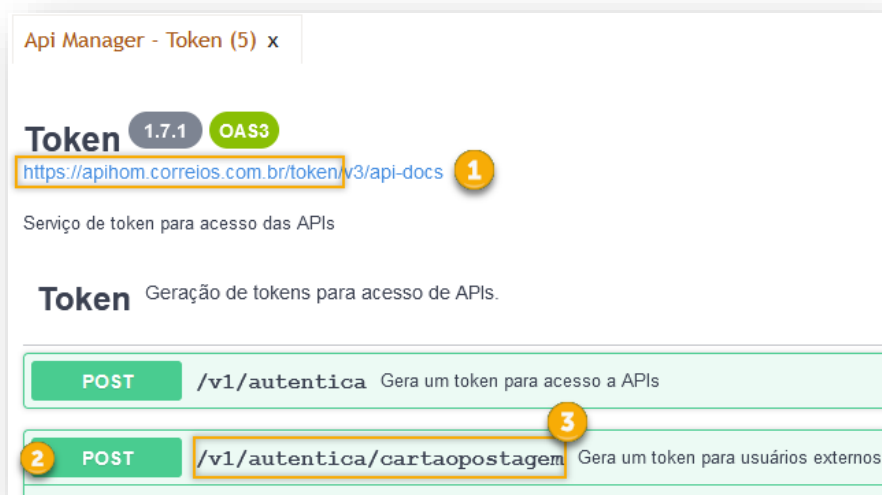 Api Manager - Token (5) x
Token 1.7.1 OAS3
https://apihom.correios.com.br/token/v3/api-docs 1
Serviço de token para acesso das APIs
Token Geração de tokens para acesso de APIs.
POST /v1/autentica Gera um token para acesso a APIs
3
2 POST /v1/autentica/cartaopostagem Gera um token para usuários externos